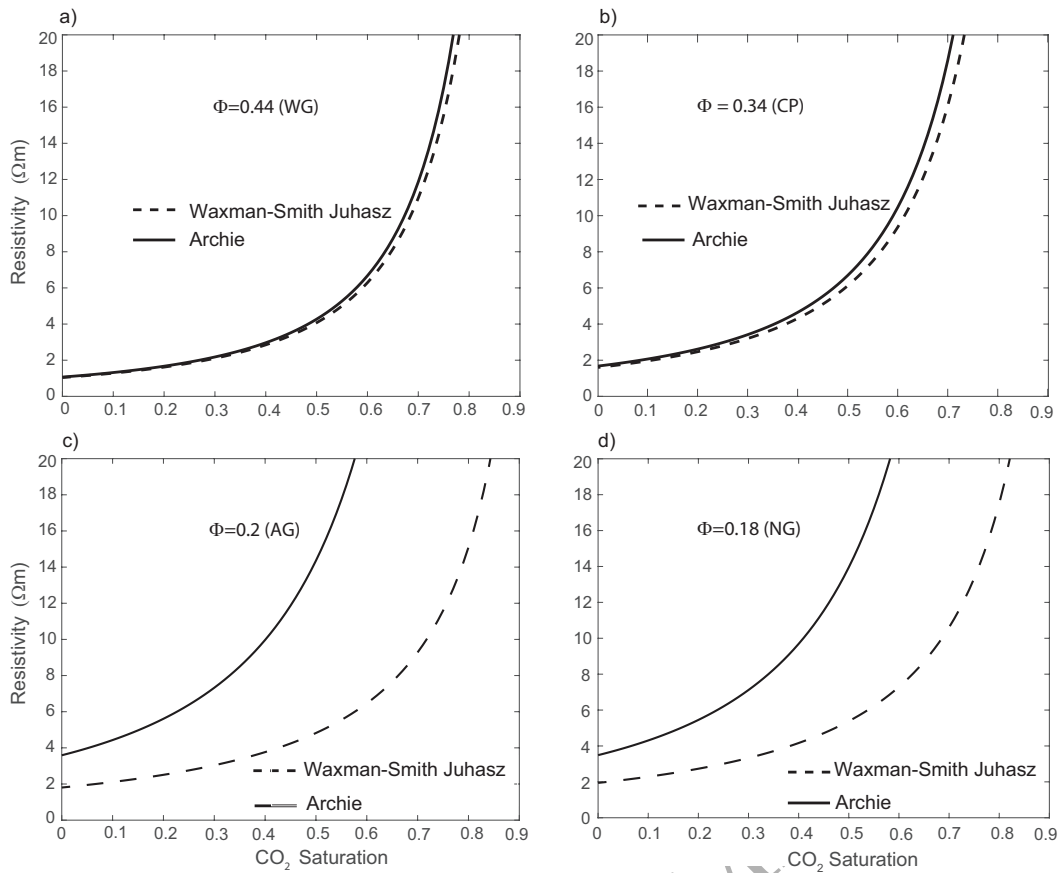 a)
20
18
16
14
12
10
8
6
4
2
0
Resistivity (Ωm)
Φ=0.44 (WG)
Waxman-Smith Juhasz
Archie
0 0.1 0.2 0.3 0.4 0.5 0.6 0.7 0.8 0.9
b)
20
18
16
14
12
10
8
6
4
2
0
Φ = 0.34 (CP)
Waxman-Smith Juhasz
Archie
0 0.1 0.2 0.3 0.4 0.5 0.6 0.7 0.8 0.9
c)
20
18
16
14
12
10
8
6
4
2
0
Resistivity (Ωm)
Φ=0.2 (AG)
Waxman-Smith Juhasz
Archie
0 0.1 0.2 0.3 0.4 0.5 0.6 0.7 0.8 0.9
CO₂ Saturation
d)
20
18
16
14
12
10
8
6
4
2
0
Φ=0.18 (NG)
Waxman-Smith Juhasz
Archie
0 0.1 0.2 0.3 0.4 0.5 0.6 0.7 0.8 0.9
CO₂ Saturation